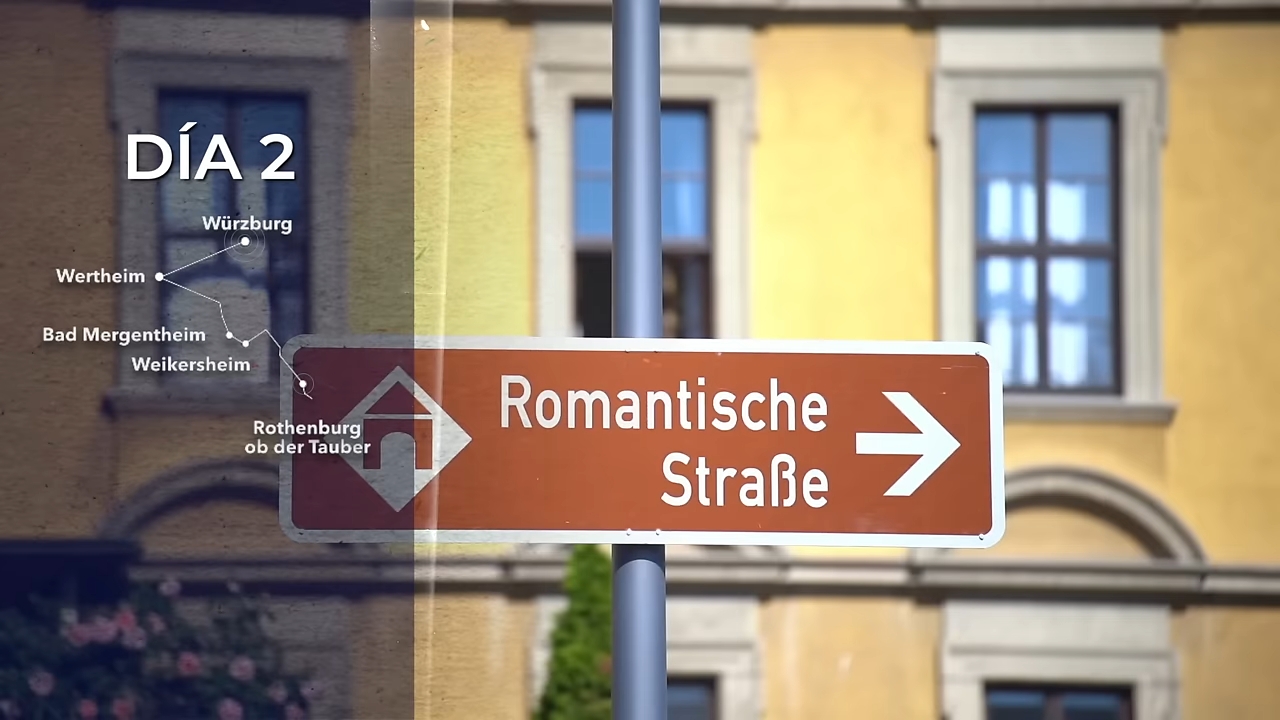 DÍA 2
Würzburg
Wertheim
Bad Mergentheim
Weikersheim
Rothenburg
ob der Tauber
Romantische
Straße